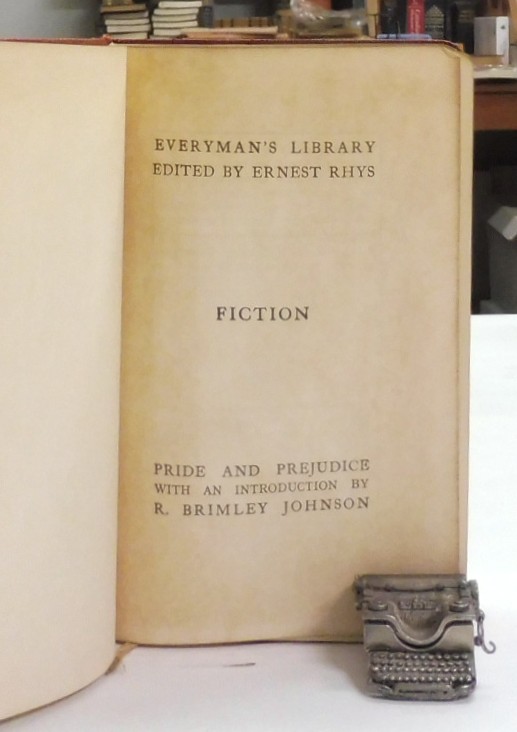 EVERYMAN'S LIBRARY
EDITED BY ERNEST RHYS
FICTION
PRIDE AND PREJUDICE
WITH AN INTRODUCTION BY
R. BRIMLEY JOHNSON